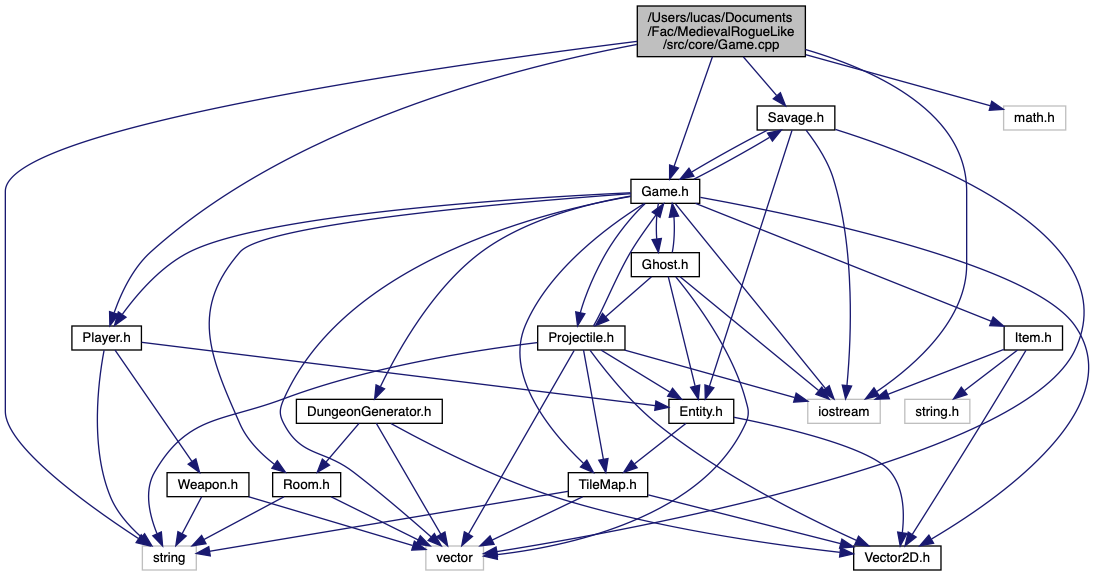 /Users/lucas/Documents
/Fac/MedievalRogueLike
/src/core/Game.cpp
Savage.h
math.h
Game.h
Ghost.h
Player.h
Projectile.h
Item.h
DungeonGenerator.h
Entity.h
iostream
string.h
Weapon.h
Room.h
TileMap.h
string
vector
Vector2D.h